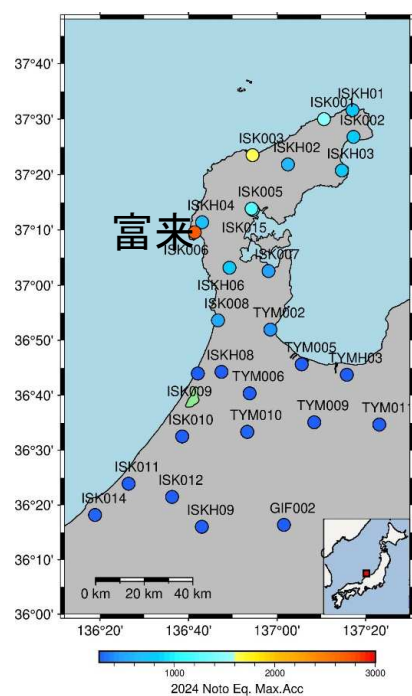 37°40'
ISKH01
ISK001
37°30'
ISK002
ISK003
ISKH02
ISKH03
37°20'
ISK005
ISKH04
富来
37°10'
ISK006
ISK015
ISK007
37°00'
ISKH06
ISK008
TYM002
36°50'
TYM005
ISKH08
TYMH03
TYM006
36°40'
ISK009
ISK010
TYM010
TYM009
TYM011
36°30'
ISK011
ISK012
36°20'
ISK014
ISKH09
GIF002
36°10'
0 km 20 km 40 km
36°00'
136°20' 136°40' 137°00' 137°20'
1000 2000 3000
2024 Noto Eq. Max.Acc